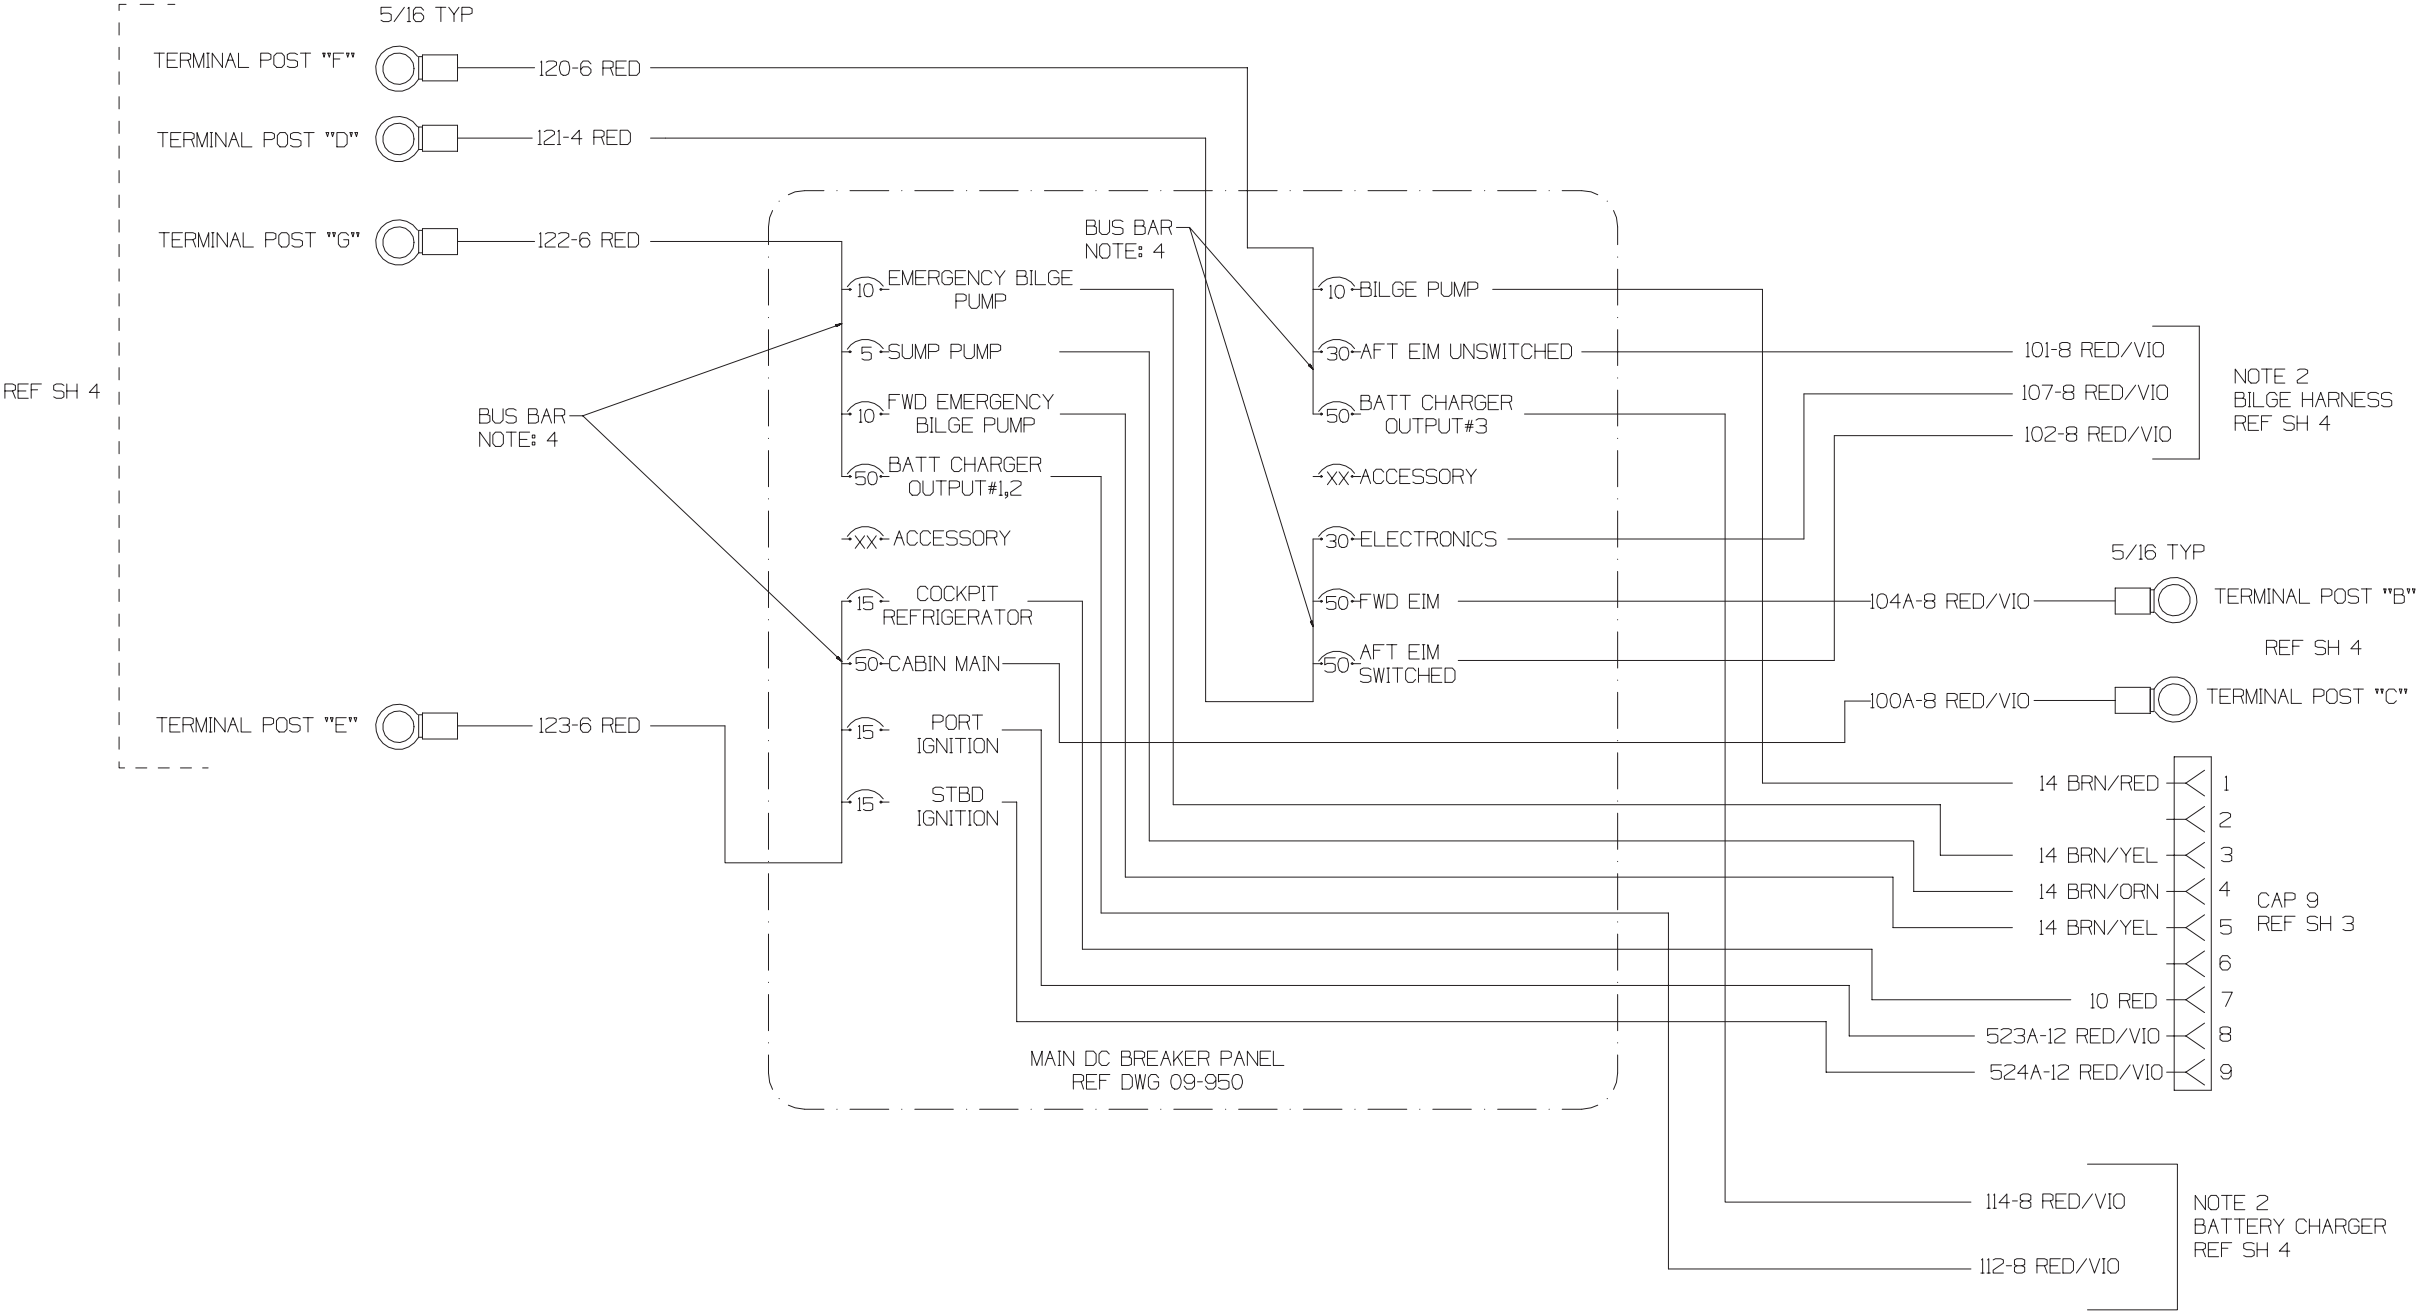 5/16 TYP
TERMINAL POST "F"
120-6 RED
TERMINAL POST "D"
121-4 RED
TERMINAL POST "G"
122-6 RED
REF SH 4
BUS BAR
NOTE: 4
TERMINAL POST "E"
123-6 RED
BUS BAR
NOTE: 4
10 EMERGENCY BILGE
PUMP
5 SUMP PUMP
10 FWD EMERGENCY
BILGE PUMP
50 BATT CHARGER
OUTPUT#1,2
XX ACCESSORY
15 COCKPIT
REFRIGERATOR
50 CABIN MAIN
15 PORT
IGNITION
15 STBD
IGNITION
10 BILGE PUMP
30 AFT EIM UNSWITCHED
50 BATT CHARGER
OUTPUT#3
XX ACCESSORY
30 ELECTRONICS
50 FWD EIM
50 AFT EIM
SWITCHED
MAIN DC BREAKER PANEL
REF DWG 09-950
101-8 RED/VIO
107-8 RED/VIO
102-8 RED/VIO
NOTE 2
BILGE HARNESS
REF SH 4
5/16 TYP
104A-8 RED/VIO
TERMINAL POST "B"
REF SH 4
100A-8 RED/VIO
TERMINAL POST "C"
14 BRN/RED 1
2
14 BRN/YEL 3
14 BRN/ORN 4
14 BRN/YEL 5
6
10 RED 7
523A-12 RED/VIO 8
524A-12 RED/VIO 9
CAP 9
REF SH 3
114-8 RED/VIO
112-8 RED/VIO
NOTE 2
BATTERY CHARGER
REF SH 4